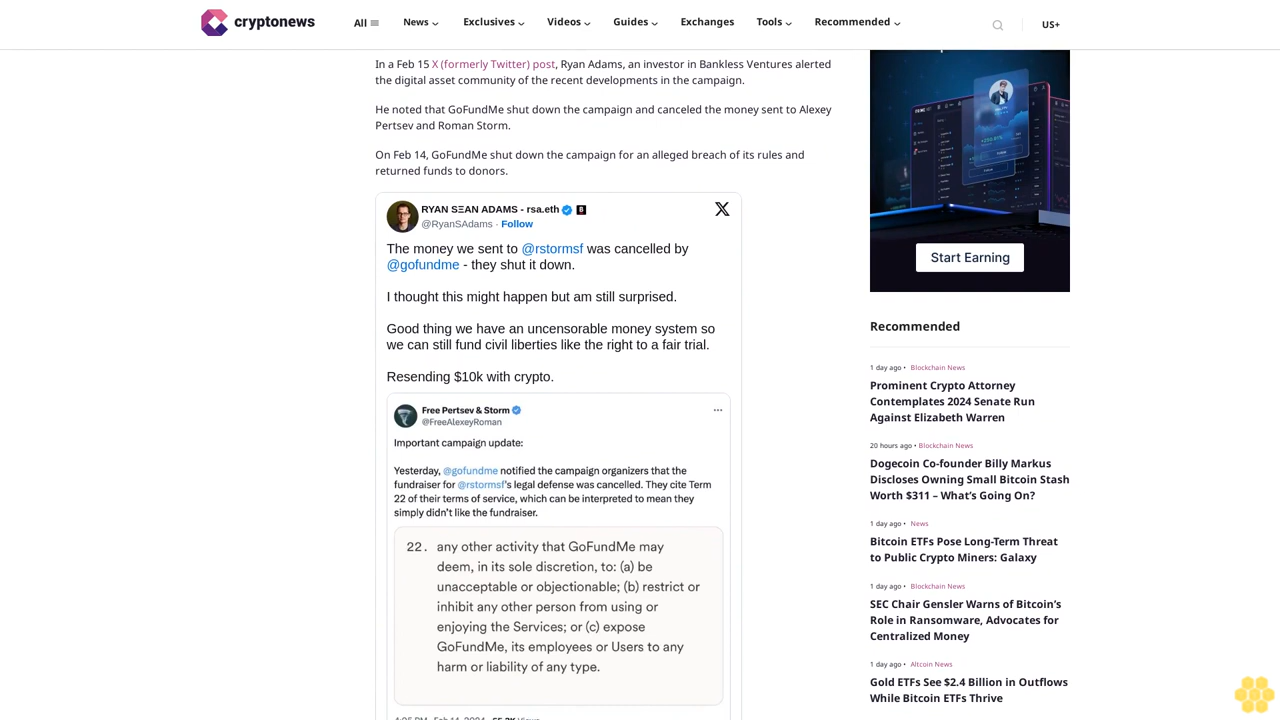 cryptonews
All
News
Exclusives
Videos
Guides
Exchanges
Tools
Recommended
US+
In a Feb 15 X (formerly Twitter) post, Ryan Adams, an investor in Bankless Ventures alerted
the digital asset community of the recent developments in the campaign.
He noted that GoFundMe shut down the campaign and canceled the money sent to Alexey
Pertsev and Roman Storm.
On Feb 14, GoFundMe shut down the campaign for an alleged breach of its rules and
returned funds to donors.
RYAN SΞAN ADAMS - rsa.eth
@RyanSAdams · Follow
The money we sent to @rstormsf was cancelled by
@gofundme - they shut it down.
I thought this might happen but am still surprised.
Good thing we have an uncensorable money system so
we can still fund civil liberties like the right to a fair trial.
Resending $10k with crypto.
Free Pertsev & Storm
@FreeAlexeyRoman
Important campaign update:
Yesterday, @gofundme notified the campaign organizers that the
fundraiser for @rstormsf's legal defense was cancelled. They cite Term
22 of their terms of service, which can be interpreted to mean they
simply didn't like the fundraiser.
22. any other activity that GoFundMe may
deem, in its sole discretion, to: (a) be
unacceptable or objectionable; (b) restrict or
inhibit any other person from using or
enjoying the Services; or (c) expose
GoFundMe, its employees or Users to any
harm or liability of any type.
Start Earning
Recommended
1 day ago • Blockchain News
Prominent Crypto Attorney
Contemplates 2024 Senate Run
Against Elizabeth Warren
20 hours ago • Blockchain News
Dogecoin Co-founder Billy Markus
Discloses Owning Small Bitcoin Stash
Worth $311 – What's Going On?
1 day ago • News
Bitcoin ETFs Pose Long-Term Threat
to Public Crypto Miners: Galaxy
1 day ago • Blockchain News
SEC Chair Gensler Warns of Bitcoin's
Role in Ransomware, Advocates for
Centralized Money
1 day ago • Altcoin News
Gold ETFs See $2.4 Billion in Outflows
While Bitcoin ETFs Thrive